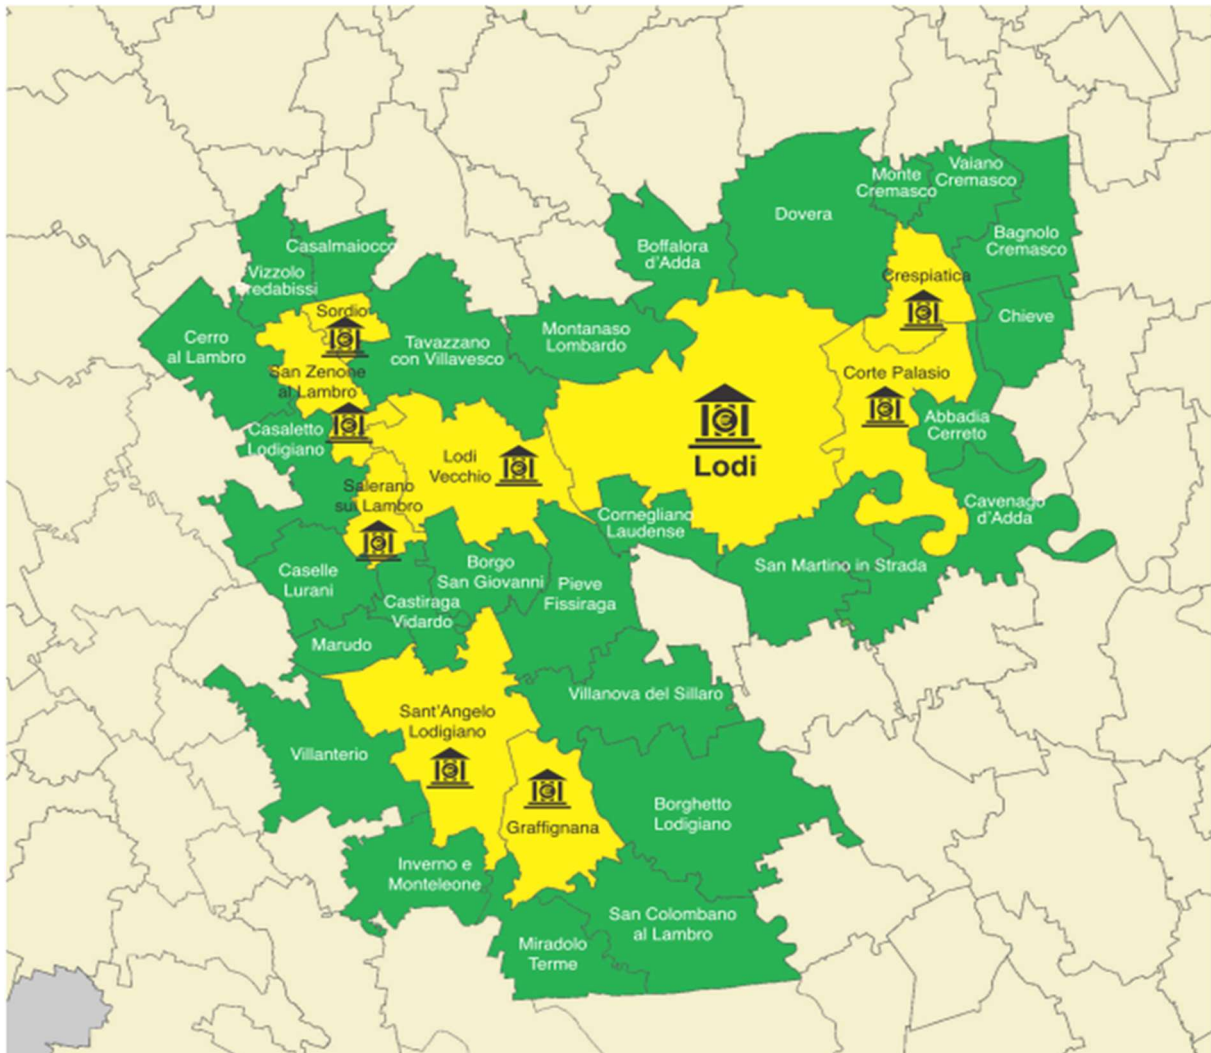 Vaiano
Cremasco
Monte
Cremasco
Dovera
Bagnolo
Cremasco
Casalmaiocco
Boffalora
d'Adda
Vizzolo
Predabissi
Crespiatica
Sordio
Chieve
Cerro
al Lambro
Tavazzano
con Villavesco
Montanaso
Lombardo
San Zenone
al Lambro
Corte Palasio
Casaletto
Lodigiano
Abbadia
Cerreto
Lodi
Vecchio
Lodi
Salerano
sul Lambro
Cavenago
d'Adda
Cornegliano
Laudense
San Martino in Strada
Caselle
Lurani
Borgo
San Giovanni
Pieve
Fissiraga
Castiraga
Vidardo
Marudo
Villanova del Sillaro
Sant'Angelo
Lodigiano
Villanterio
Borghetto
Lodigiano
Graffignana
Inverno e
Monteleone
San Colombano
al Lambro
Miradolo
Terme